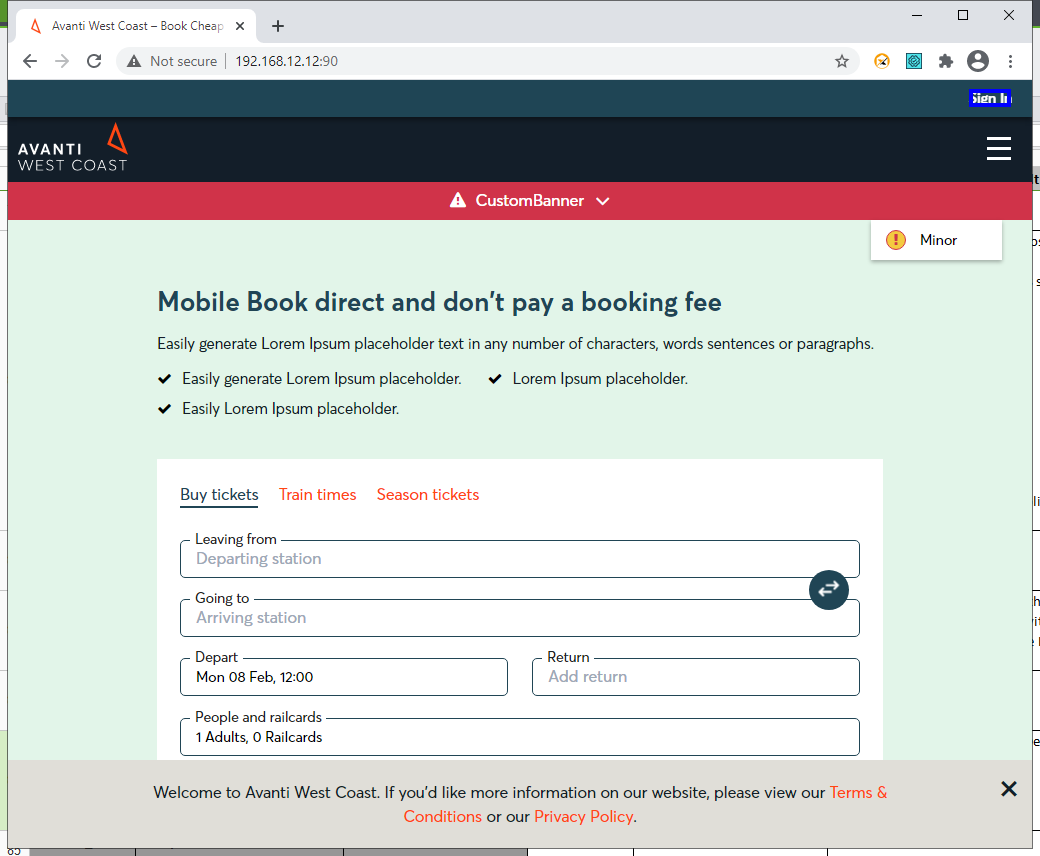 Avanti West Coast – Book Cheap
Not secure | 192.168.12.12:90
Sign In
AVANTI
WEST COAST
CustomBanner
Minor
Mobile Book direct and don't pay a booking fee
Easily generate Lorem Ipsum placeholder text in any number of characters, words sentences or paragraphs.
Easily generate Lorem Ipsum placeholder. Lorem Ipsum placeholder.
Easily Lorem Ipsum placeholder.
Buy tickets Train times Season tickets
Leaving from
Departing station
Going to
Arriving station
Depart Return
Mon 08 Feb, 12:00 Add return
People and railcards
1 Adults, 0 Railcards
Welcome to Avanti West Coast. If you'd like more information on our website, please view our Terms &
Conditions or our Privacy Policy.